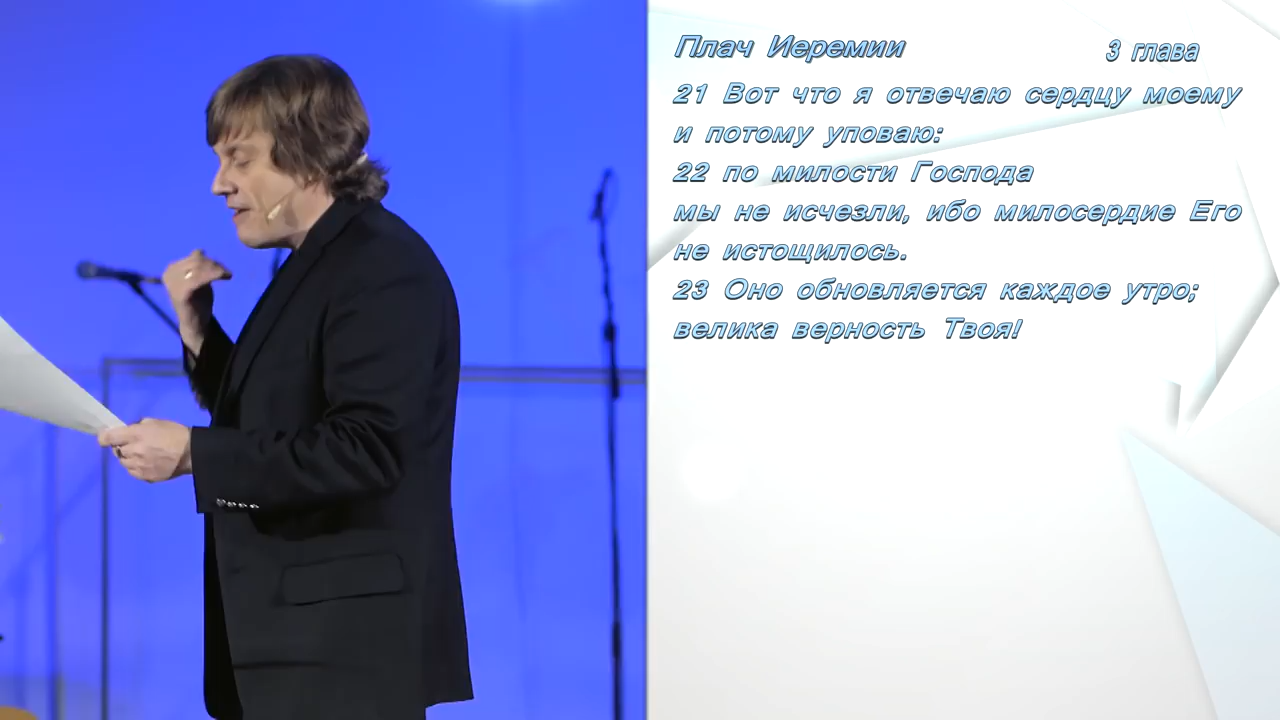 Плач Иеремии 3 глава
21 Вот что я отвечаю сердцу моему
и потому уповаю:
22 по милости Господа
мы не исчезли, ибо милосердие Его
не истощилось.
23 Оно обновляется каждое утро;
велика верность Твоя!